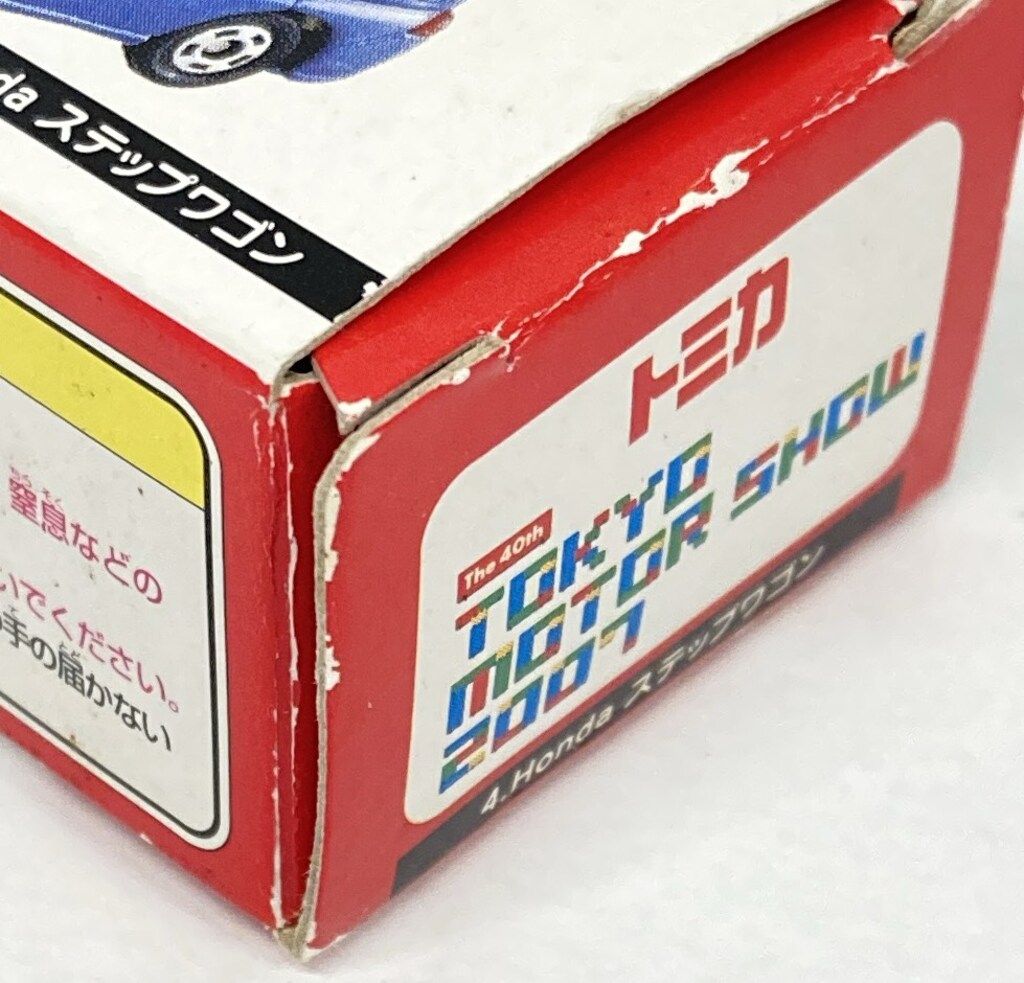 da ステップワゴン
窒息などの
いでください。
の手の届かない
トミカ
The 40th
TOKYO
MOTOR SHOW
2007
4.Honda ステップワゴン